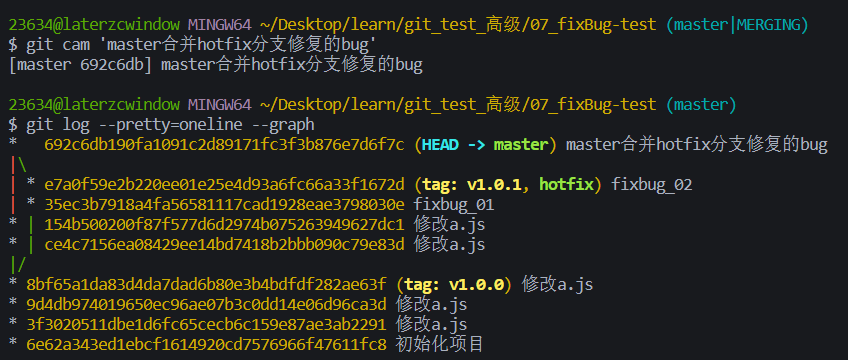 23634@laterzcwindow MINGW64 ~/Desktop/learn/git_test_高级/07_fixBug-test (master|MERGING)
$ git cam 'master合并hotfix分支修复的bug'
[master 692c6db] master合并hotfix分支修复的bug
23634@laterzcwindow MINGW64 ~/Desktop/learn/git_test_高级/07_fixBug-test (master)
$ git log --pretty=oneline --graph
*   692c6db190fa1091c2d89171fc3f3b876e7d6f7c (HEAD -> master) master合并hotfix分支修复的bug
|\
| * e7a0f59e2b220ee01e25e4d93a6fc66a33f1672d (tag: v1.0.1, hotfix) fixbug_02
| * 35ec3b7918a4fa56581117cad1928eae3798030e fixbug_01
* | 154b500200f87f577d6d2974b075263949627dc1 修改a.js
* | ce4c7156ea08429ee14bd7418b2bbb090c79e83d 修改a.js
|/
* 8bf65a1da83d4da7dad6b80e3b4bdfdf282ae63f (tag: v1.0.0) 修改a.js
* 9d4db974019650ec96ae07b3c0dd14e06d96ca3d 修改a.js
* 3f3020511dbe1d6fc65cecb6c159e87ae3ab2291 修改a.js
* 6e62a343ed1ebcf1614920cd7576966f47611fc8 初始化项目